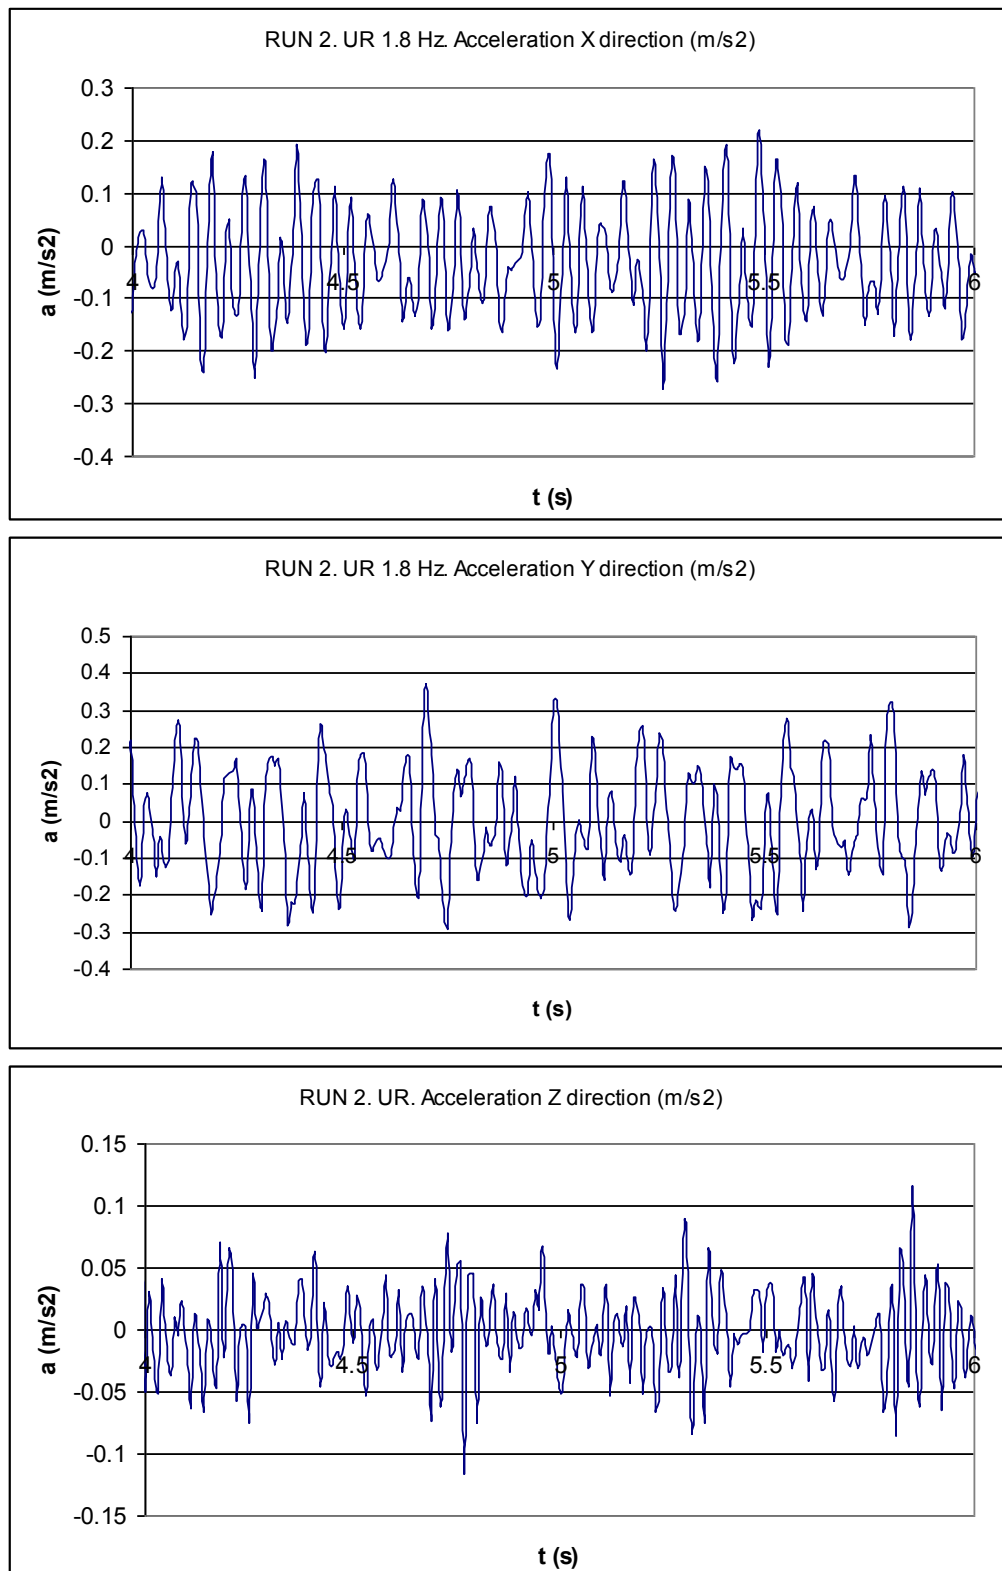 RUN 2. UR 1.8 Hz. Acceleration X direction (m/s2)
0.3
0.2
0.1
0
-0.1
-0.2
-0.3
-0.4
a (m/s2)
4 4.5 5 5.5 6
t (s)
RUN 2. UR 1.8 Hz. Acceleration Y direction (m/s2)
0.5
0.4
0.3
0.2
0.1
0
-0.1
-0.2
-0.3
-0.4
a (m/s2)
4 4.5 5 5.5 6
t (s)
RUN 2. UR. Acceleration Z direction (m/s2)
0.15
0.1
0.05
0
-0.05
-0.1
-0.15
a (m/s2)
4 4.5 5 5.5 6
t (s)